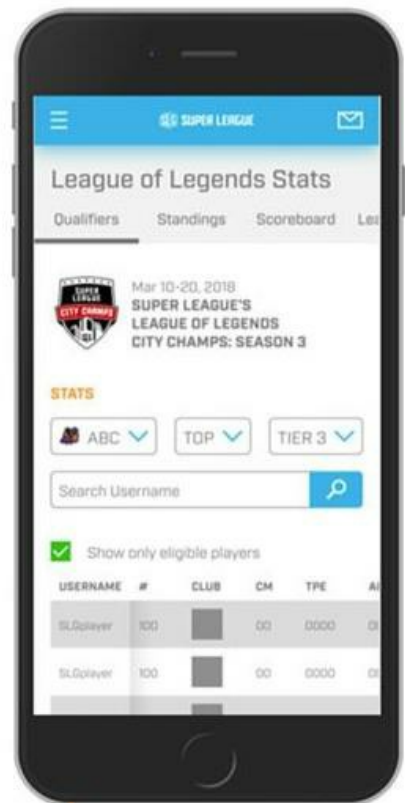 SUPER LEAGUE
League of Legends Stats
Qualifiers Standings Scoreboard Lea
Mar 10-20, 2018
SUPER LEAGUE'S
LEAGUE OF LEGENDS
CITY CHAMPS: SEASON 3
SUPER
LEAGUE
CITY CHAMPS
STATS
ABC TOP TIER 3
Search Username
Show only eligible players
USERNAME # CLUB CM TPE
SLGplayer 100 00 0000
SLGplayer 100 00 0000